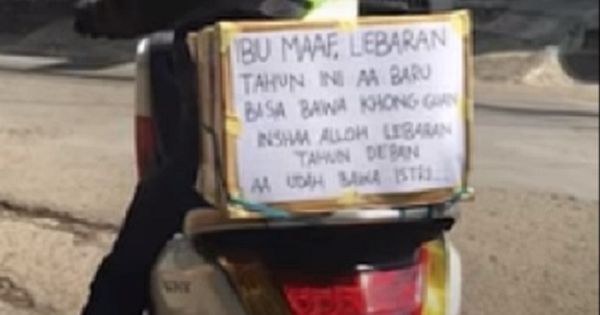 IBU MAAF, LEBARAN
TAHUN INI AA BARU
BISA BAWA KHONG GUAN
INSHAA ALLOH LEBARAN
TAHUN DEPAN
AA UDAH BAWA ISTRI....